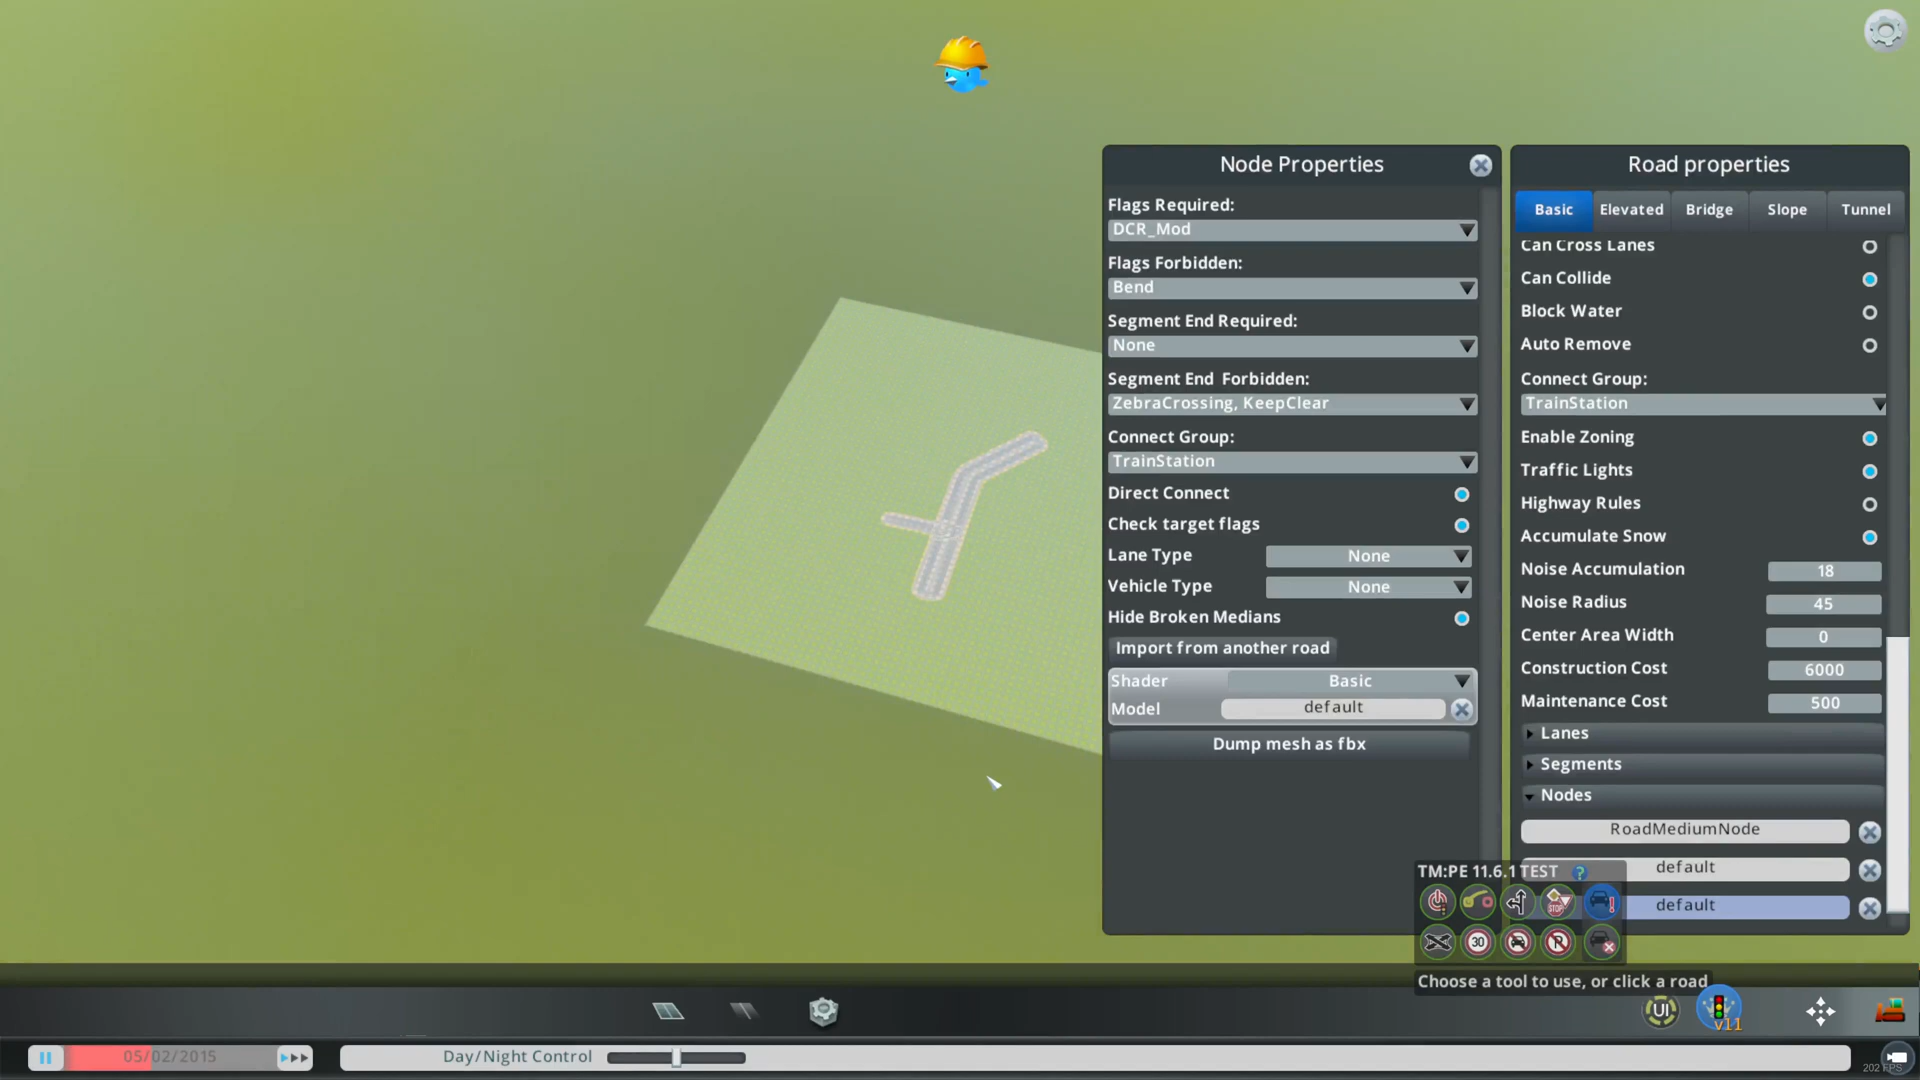 Node Properties
Flags Required:
DCR_Mod
Flags Forbidden:
Bend
Segment End Required:
None
Segment End  Forbidden:
ZebraCrossing, KeepClear
Connect Group:
TrainStation
Direct Connect
Check target flags
Lane Type None
Vehicle Type None
Hide Broken Medians
Import from another road
Shader Basic
Model default
Dump mesh as fbx
Road properties
Basic Elevated Bridge Slope Tunnel
Can Cross Lanes
Can Collide
Block Water
Auto Remove
Connect Group:
TrainStation
Enable Zoning
Traffic Lights
Highway Rules
Accumulate Snow
Noise Accumulation 18
Noise Radius 45
Center Area Width 0
Construction Cost 6000
Maintenance Cost 500
Lanes
Segments
Nodes
RoadMediumNode
default
default
TM:PE 11.6.1 TEST ?
STOP
30 P
Choose a tool to use, or click a road
UI
v11
05/02/2015
Day/Night Control
202 FPS